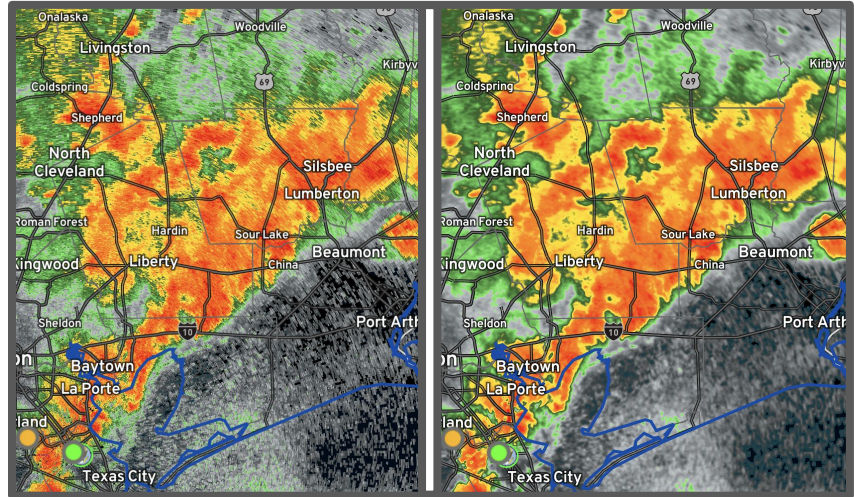 Onalaska
Woodville
Livingston
Kirbyv
69
Coldspring
Shepherd
North
Cleveland
Silsbee
Lumberton
Roman Forest
Hardin
Sour Lake
Beaumont
Kingwood
Liberty
China
Sheldon
10
Port Arth
on
Baytown
La Porte
land
Texas City
Onalaska
Woodville
Livingston
Kirbyv
69
Coldspring
Shepherd
North
Cleveland
Silsbee
Lumberton
Roman Forest
Hardin
Sour Lake
Beaumont
Kingwood
Liberty
China
Sheldon
10
Port Arth
on
Baytown
La Porte
land
Texas City